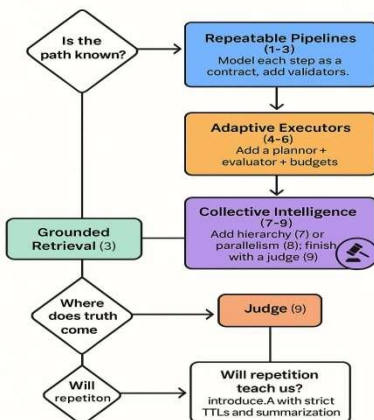 Is the
path known?
Repeatable Pipelines
(1-3)
Model each step as a
contract, add validators.
Adaptive Executors
(4-6)
Add a plannor +
evaluator + budgets
Collective Intelligence
(7-9)
Add hierarchy (7) or
parallelism (8); finish
with a judge (9)
Grounded
Retrieval (3)
Where
does truth
come
Judge (9)
Will
repetiton
Will repetition
teach us?
introduce.A with strict
TTLs and summarization